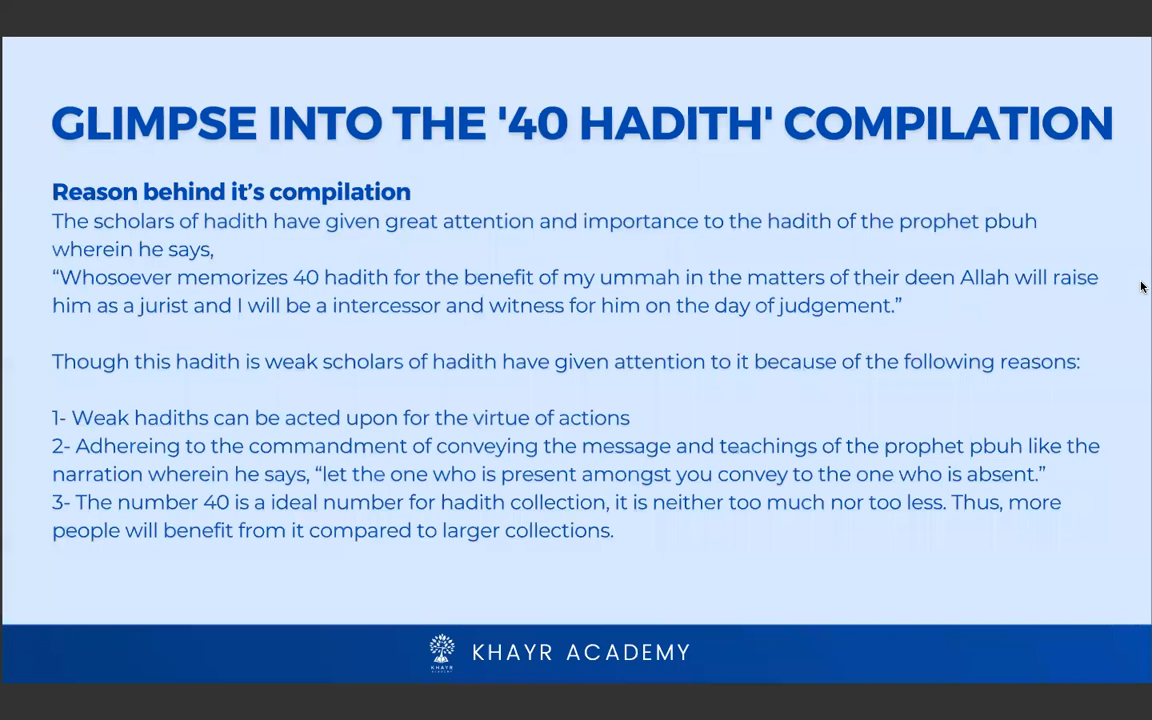 GLIMPSE INTO THE '40 HADITH' COMPILATION
Reason behind it’s compilation
The scholars of hadith have given great attention and importance to the hadith of the prophet pbuh
wherein he says,
“Whosoever memorizes 40 hadith for the benefit of my ummah in the matters of their deen Allah will raise
him as a jurist and I will be a intercessor and witness for him on the day of judgement.”
Though this hadith is weak scholars of hadith have given attention to it because of the following reasons:
1- Weak hadiths can be acted upon for the virtue of actions
2- Adhereing to the commandment of conveying the message and teachings of the prophet pbuh like the
narration wherein he says, “let the one who is present amongst you convey to the one who is absent.”
3- The number 40 is a ideal number for hadith collection, it is neither too much nor too less. Thus, more
people will benefit from it compared to larger collections.
KHAYR ACADEMY
KHAYR